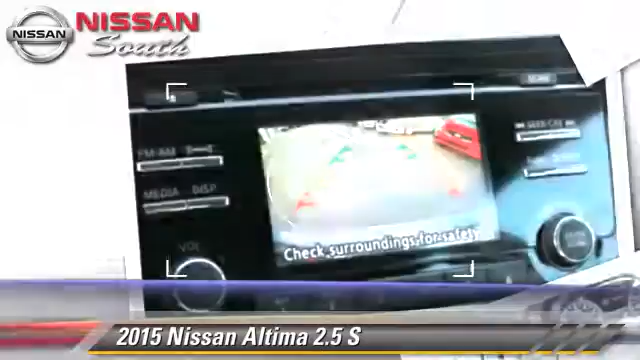 NISSAN
NISSAN
South
FM-AM
MEDIA DISP
VOL
Check surroundings for safety
2015 Nissan Altima 2.5 S